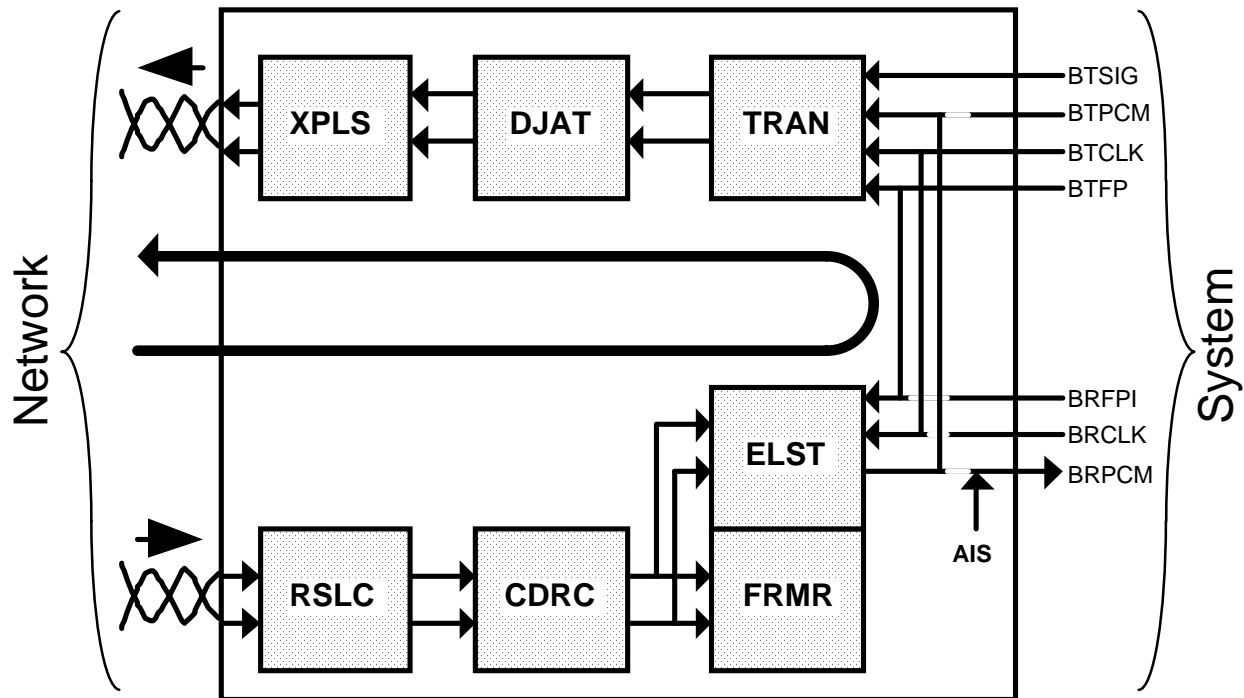 XPLS
DJAT
TRAN
BTSIG
BTPCM
BTCLK
BTFP
Network
System
ELST
BRFPI
BRCLK
BRPCM
AIS
RSLC
CDRC
FRMR